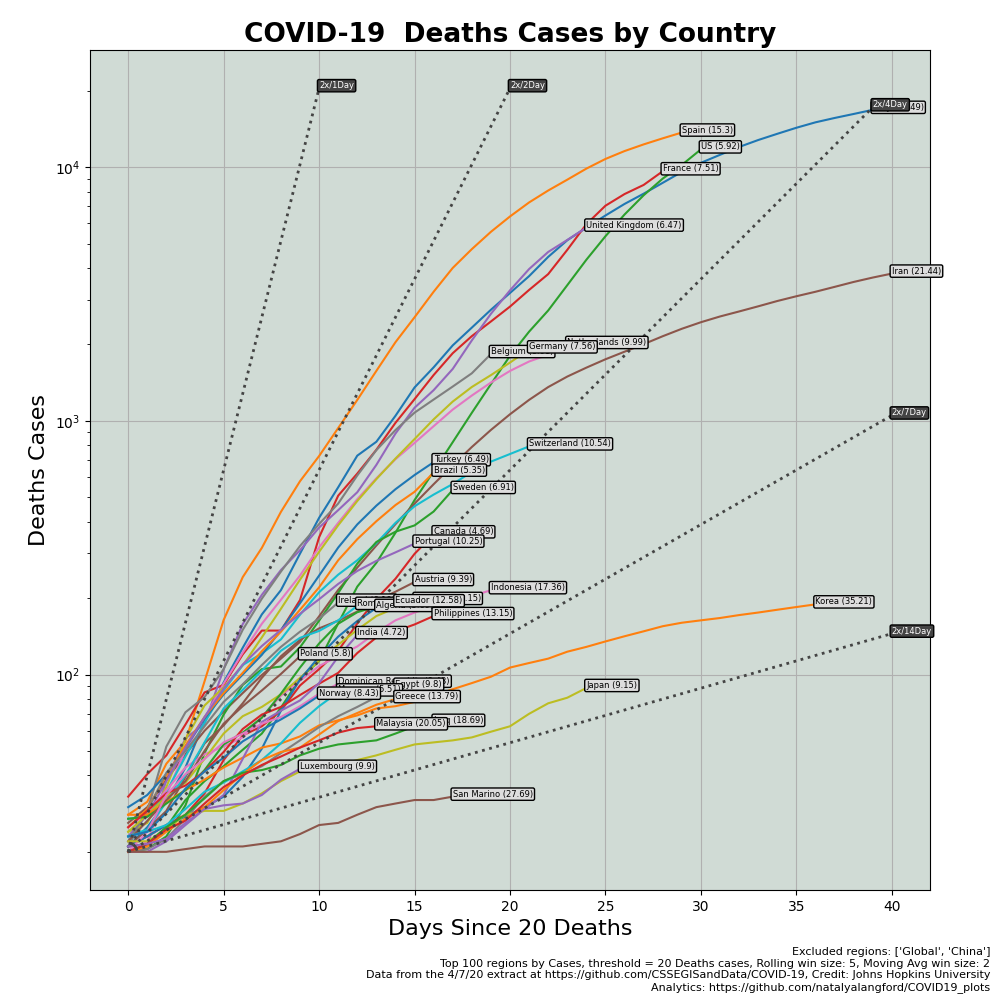 COVID-19 Deaths Cases by Country
2x/1Day
2x/2Day
2x/4Day
49)
Spain (15.3)
US (5.92)
France (7.51)
United Kingdom (6.47)
Iran (21.44)
Belgium
Germany (7.56)
(9.99)
2x/7Day
Switzerland (10.54)
Turkey (6.49)
Brazil (5.35)
Sweden (6.91)
Canada (4.69)
Portugal (10.25)
Austria (9.39)
Indonesia (17.36)
Ecuador (12.58)
.15)
Korea (35.21)
Philippines (13.15)
India (4.72)
2x/14Day
Poland (5.8)
Egypt (9.8)
Japan (9.15)
Norway (8.43)
Greece (13.79)
Malaysia (20.05)
(18.69)
Luxembourg (9.9)
San Marino (27.69)
10⁴
10³
10²
Deaths Cases
0 5 10 15 20 25 30 35 40
Days Since 20 Deaths
Excluded regions: ['Global', 'China']
Top 100 regions by Cases, threshold = 20 Deaths cases, Rolling win size: 5, Moving Avg win size: 2
Data from the 4/7/20 extract at https://github.com/CSSEGISandData/COVID-19, Credit: Johns Hopkins University
Analytics: https://github.com/natalyalangford/COVID19_plots